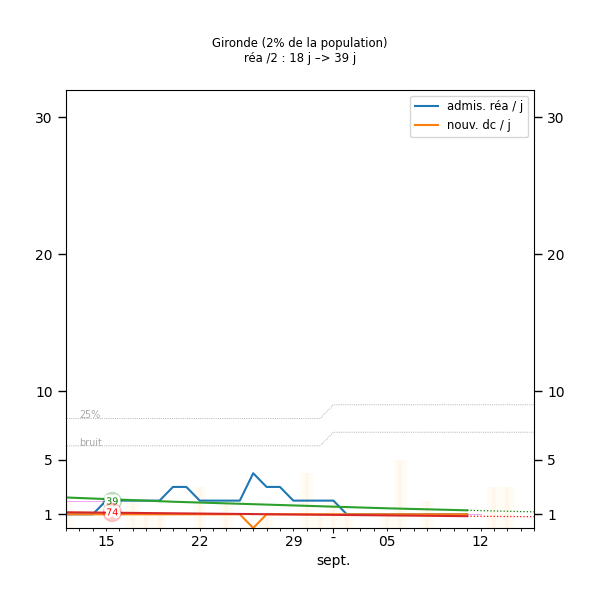 Gironde (2% de la population)
réa /2 : 18 j –> 39 j
admis. réa / j
nouv. dc / j
30 30
20 20
10 10
25%
bruit
5 5
39
1 74 1
15 22 29 - 05 12
sept.